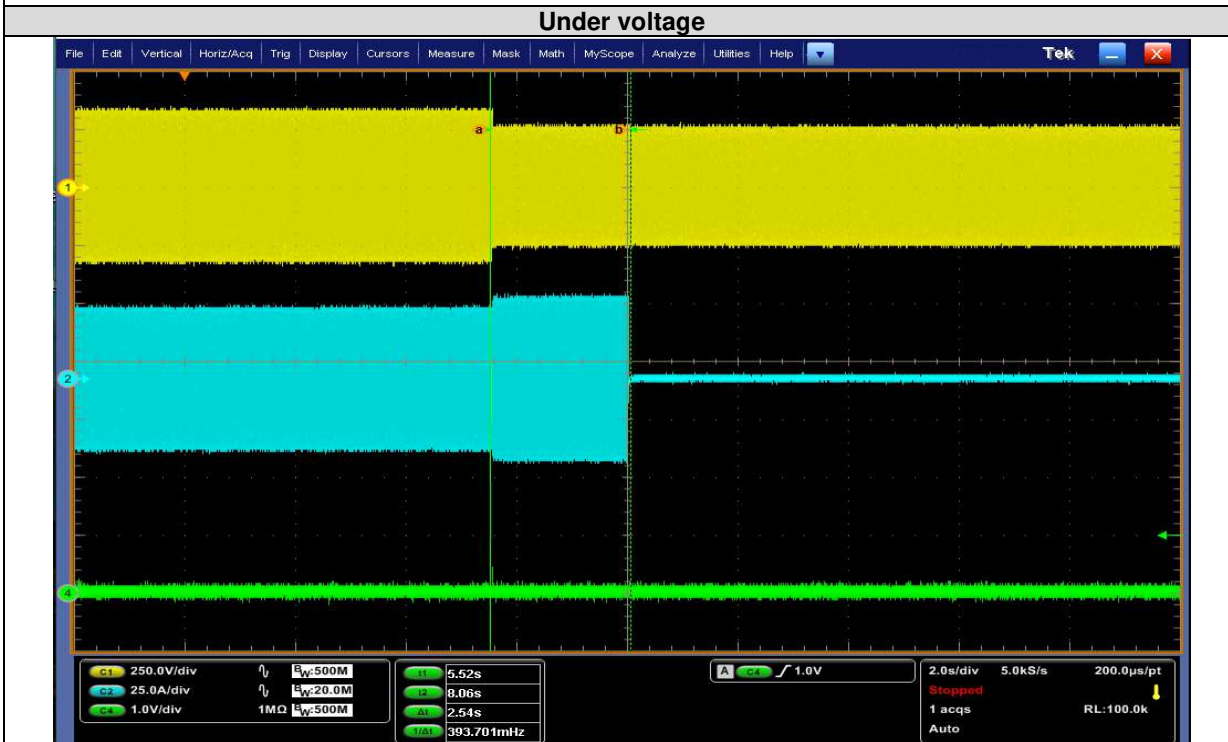 Under voltage
File Edit Vertical Horiz/Acq Trig Display Cursors Measure Mask Math MyScope Analyze Utilities Help Tek X
a b
1
2
4
C1 250.0V/div BW:500M
C2 25.0A/div BW:20.0M
C4 1.0V/div 1MΩ BW:500M
t1 5.52s
t2 8.06s
Δt 2.54s
1/Δt 393.701mHz
A C4 1.0V
2.0s/div 5.0kS/s 200.0µs/pt
Stopped
1 acqs RL:100.0k
Auto